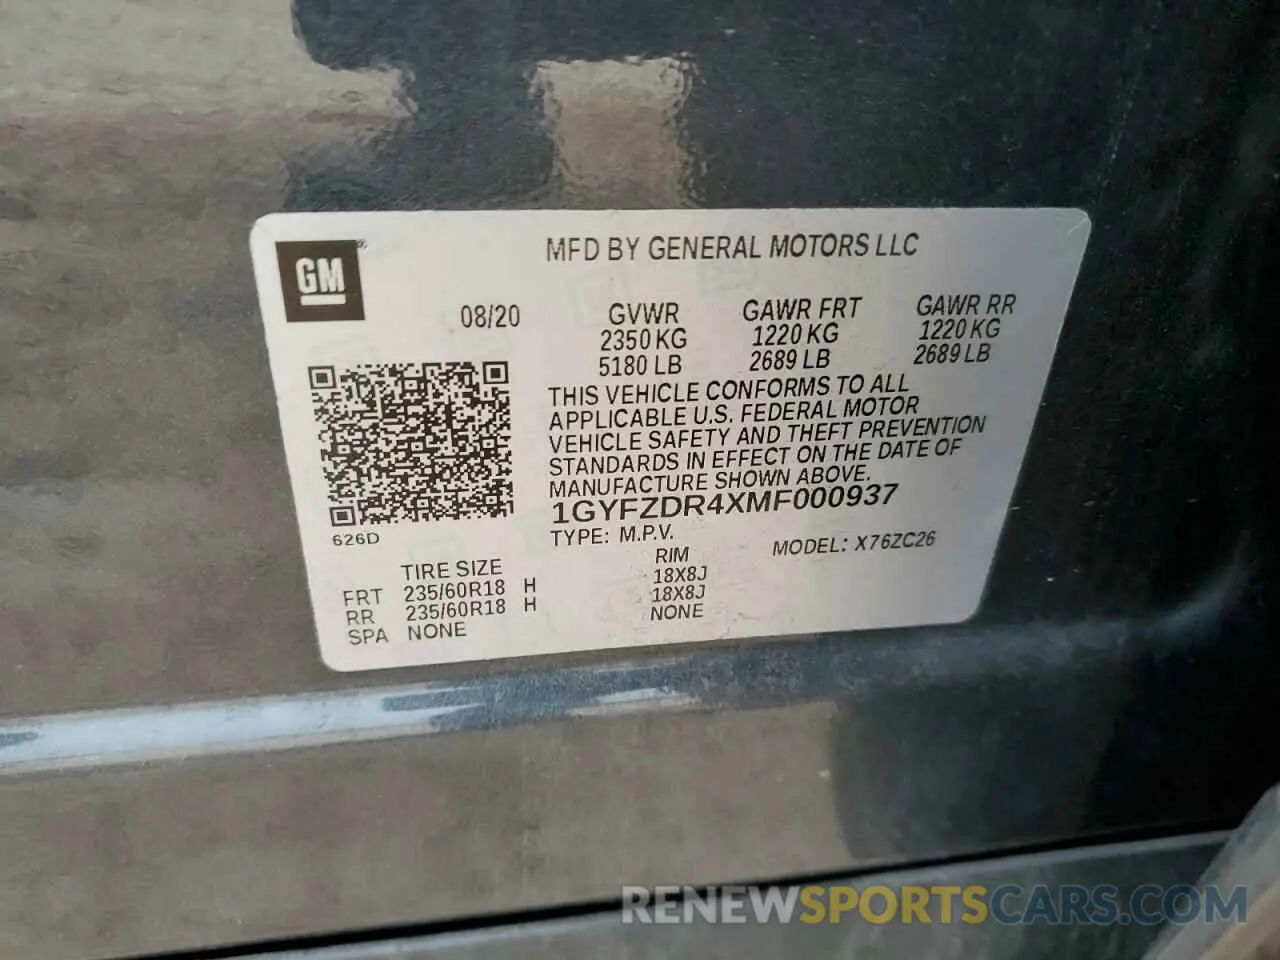 GM
MFD BY GENERAL MOTORS LLC
08/20
GVWR GAWR FRT GAWR RR
2350 KG 1220 KG 1220 KG
5180 LB 2689 LB 2689 LB
THIS VEHICLE CONFORMS TO ALL
APPLICABLE U.S. FEDERAL MOTOR
VEHICLE SAFETY AND THEFT PREVENTION
STANDARDS IN EFFECT ON THE DATE OF
MANUFACTURE SHOWN ABOVE.
1GYFZDR4XMF000937
626D
TYPE: M.P.V. MODEL: X76ZC26
TIRE SIZE RIM
FRT 235/60R18 H 18X8J
RR 235/60R18 H 18X8J
SPA NONE NONE
RENEWSPORTSCARS.COM